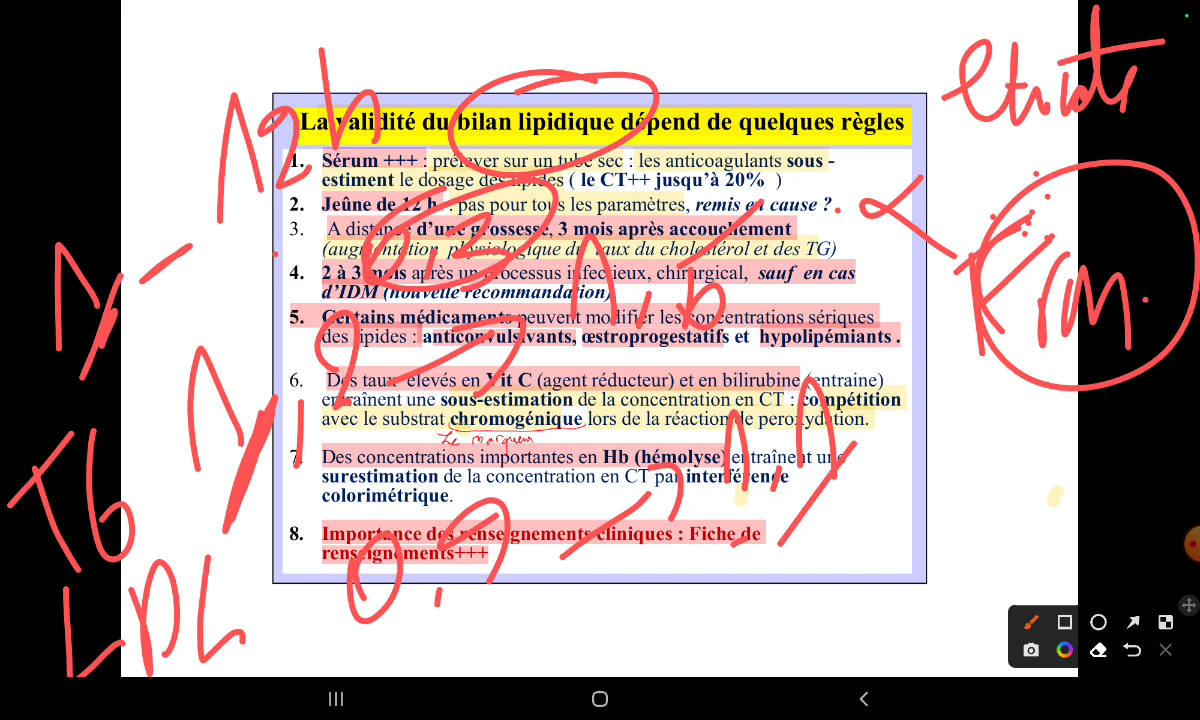 La validité du bilan lipidique dépend de quelques règles
1. Sérum +++ : prélever sur un tube sec : les anticoagulants sous -
estiment le dosage des lipides ( le CT++ jusqu'à 20% )
2. Jeûne de 12 h : pas pour tous les paramètres, remis en cause ?.
3. A distance d'une grossesse, 3 mois après accouchement
(augmentation physiologique du taux du cholestérol et des TG)
4. 2 à 3 mois après un processus infectieux, chirurgical, sauf en cas
d'IDM (nouvelle recommandation)
5. Certains médicaments peuvent modifier les concentrations sériques
des lipides : anticonvulsivants, œstroprogestatifs et hypolipémiants .
6. Des taux élevés en Vit C (agent réducteur) et en bilirubine (entraine)
entraînent une sous-estimation de la concentration en CT : compétition
avec le substrat chromogénique lors de la réaction de peroxydation.
Le marqueur
7. Des concentrations importantes en Hb (hémolyse) entraînent une
surestimation de la concentration en CT par interférence
colorimétrique.
8. Importance des renseignements cliniques : Fiche de
renseignements+++
12h
TG
LDL